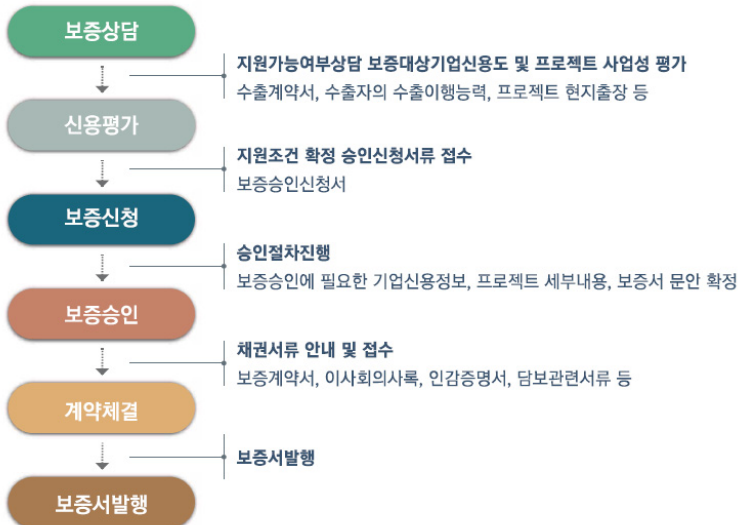 보증상담
지원가능여부상담 보증대상기업신용도 및 프로젝트 사업성 평가
수출계약서, 수출자의 수출이행능력, 프로젝트 현지출장 등
신용평가
지원조건 확정 승인신청서류 접수
보증승인신청서
보증신청
승인절차진행
보증승인에 필요한 기업신용정보, 프로젝트 세부내용, 보증서 문안 확정
보증승인
채권서류 안내 및 접수
보증계약서, 이사회의사록, 인감증명서, 담보관련서류 등
계약체결
보증서발행
보증서발행